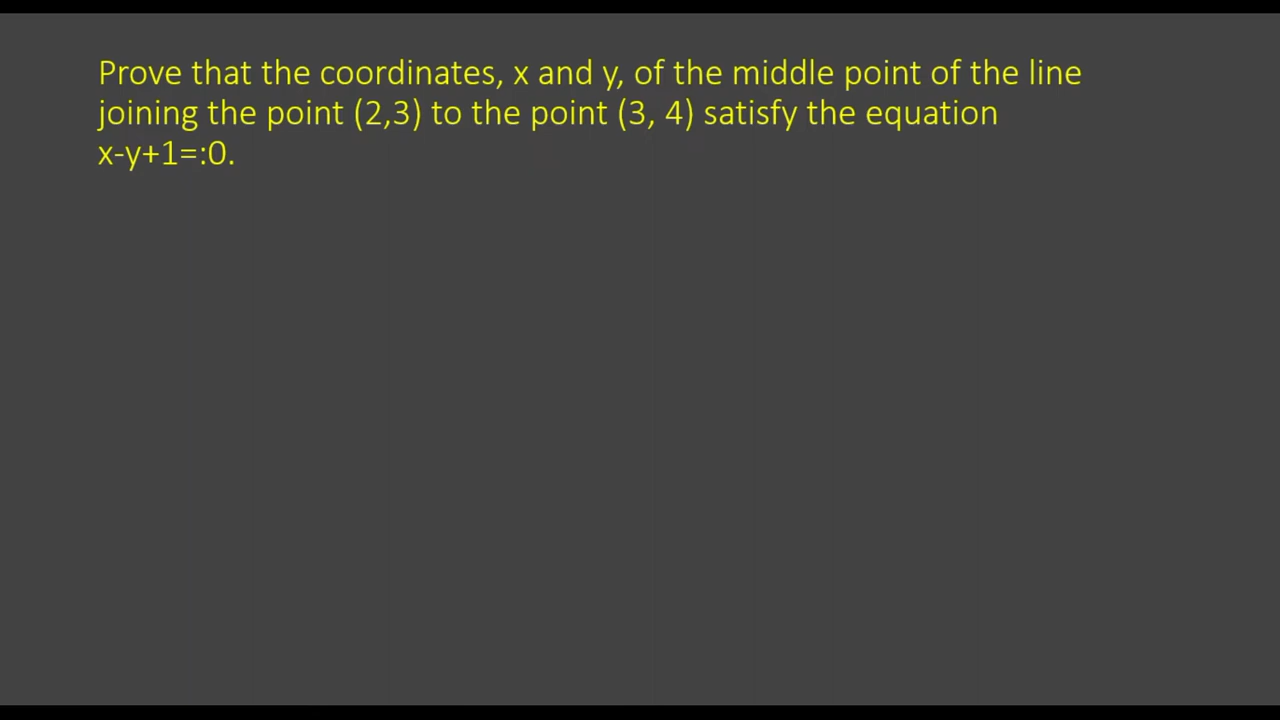 Prove that the coordinates, x and y, of the middle point of the line
joining the point (2,3) to the point (3, 4) satisfy the equation
x-y+1=:0.